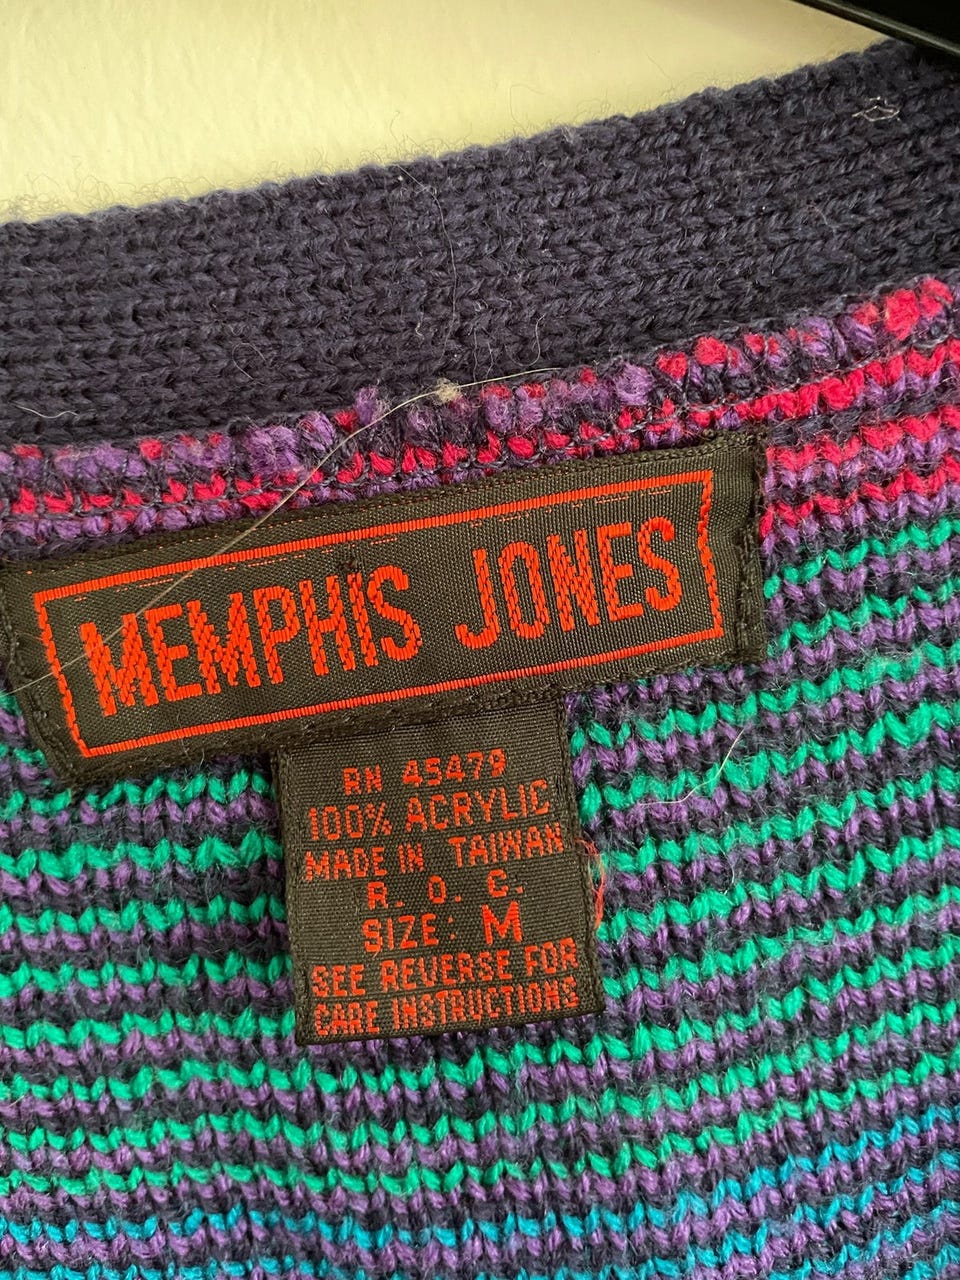 MEMPHIS JONES
RN 45479
100% ACRYLIC
MADE IN TAIWAN
R. O. C.
SIZE: M
SEE REVERSE FOR
CARE INSTRUCTIONS